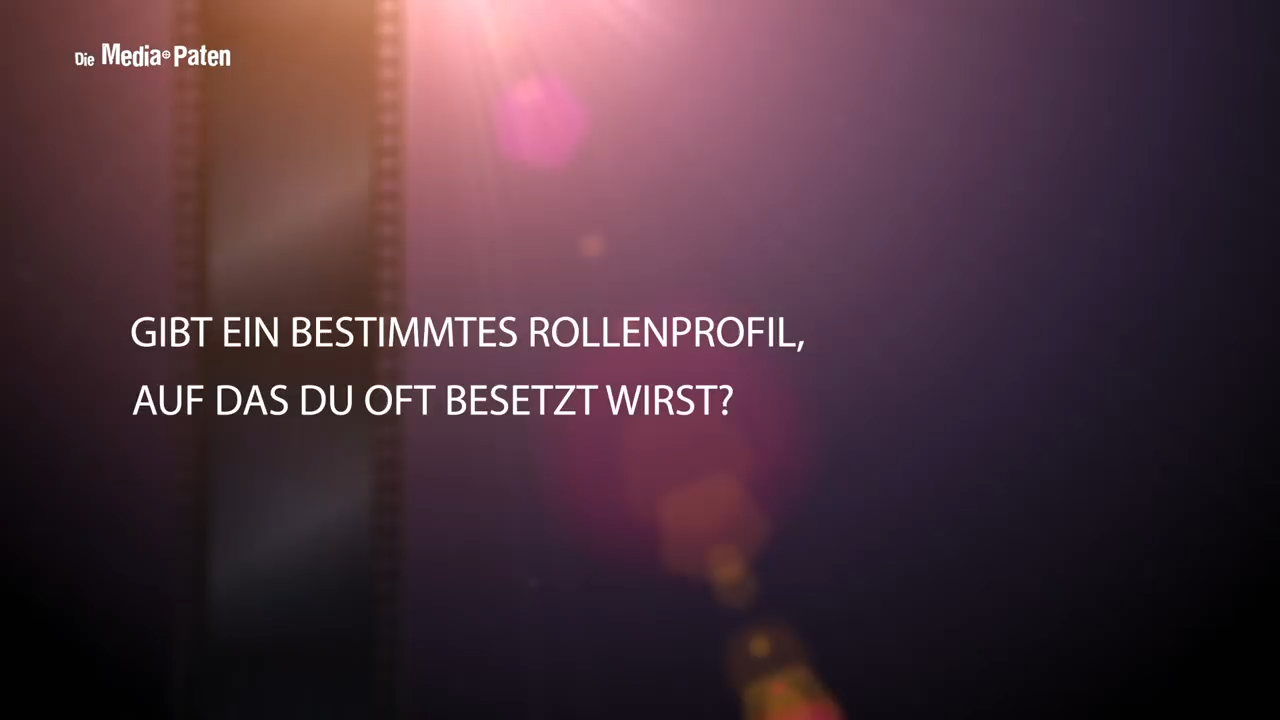 Die Media Paten
GIBT EIN BESTIMMTES ROLLENPROFIL,
AUF DAS DU OFT BESETZT WIRST?